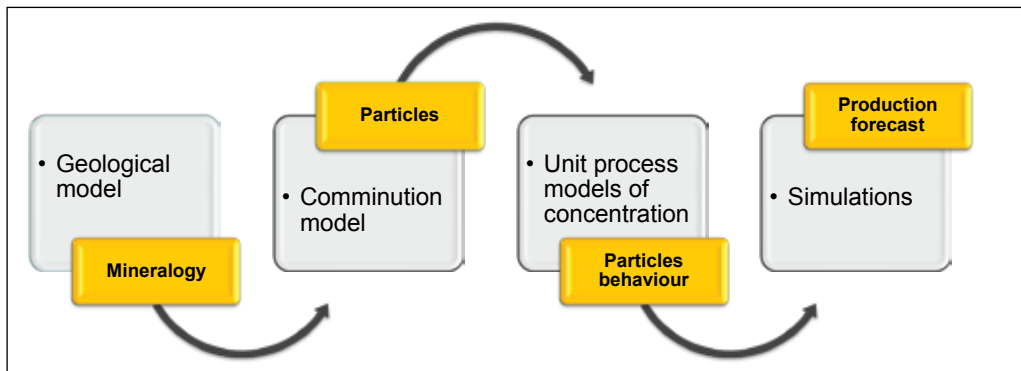 • Geological
model
Mineralogy
Particles
• Comminution
model
• Unit process
models of
concentration
Particles
behaviour
Production
forecast
• Simulations